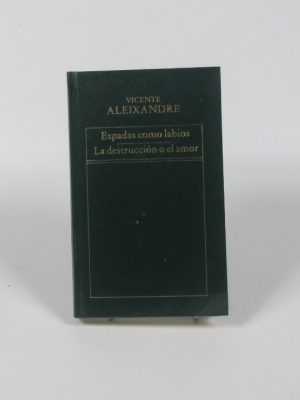 VICENTE
ALEIXANDRE
Espadas como labios
La destrucción o el amor